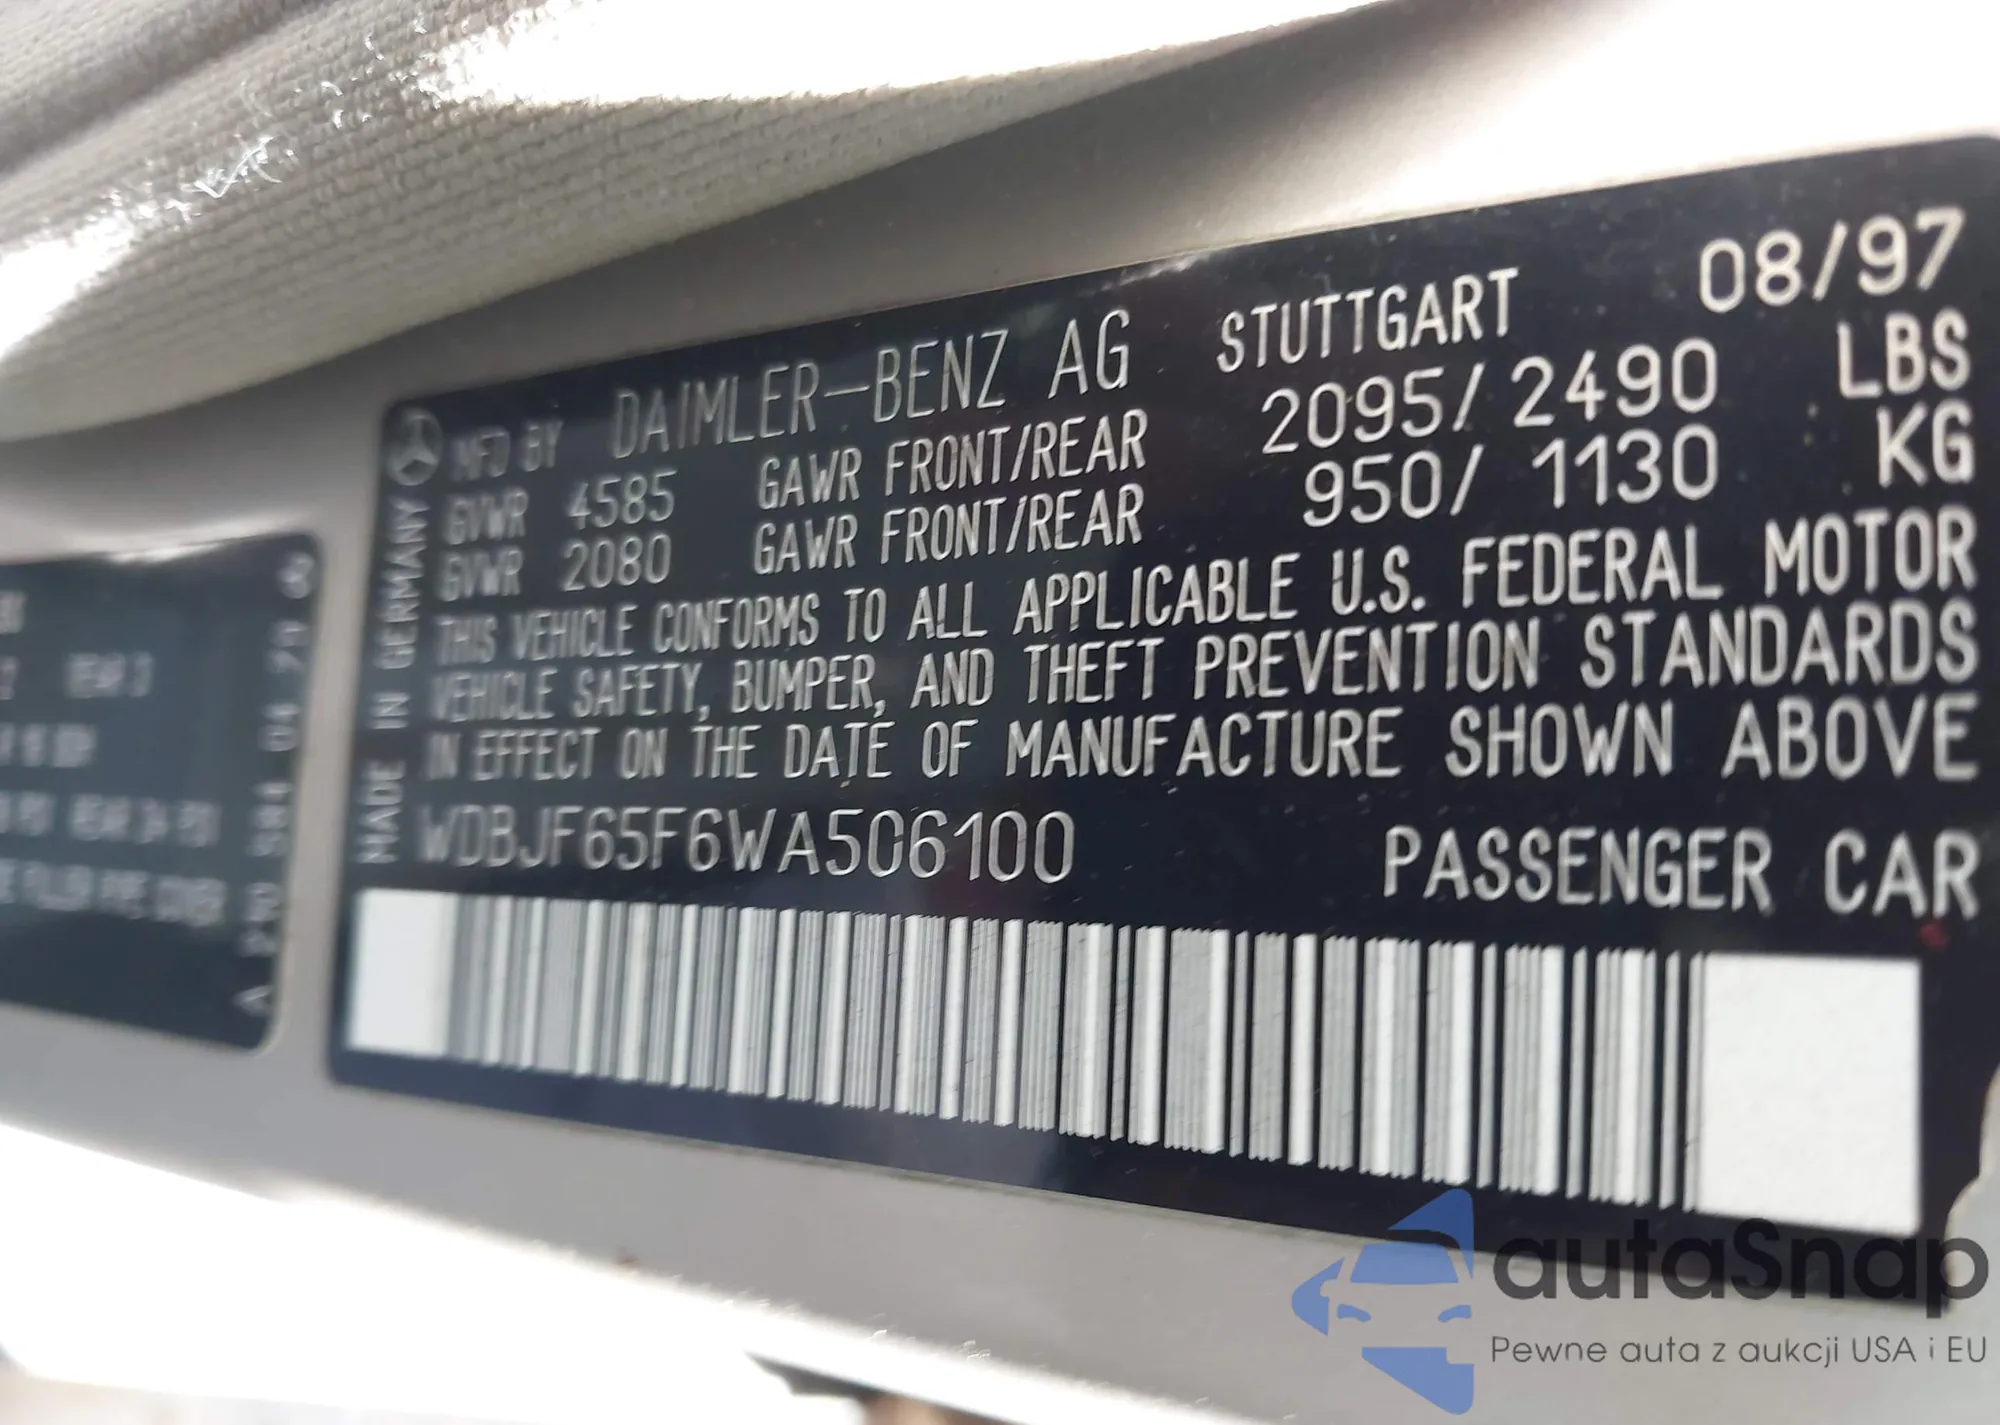 MFD BY DAIMLER-BENZ AG STUTTGART 08/97
GVWR 4585 GAWR FRONT/REAR 2095/ 2490 LBS
GVWR 2080 GAWR FRONT/REAR 950/ 1130 KG
THIS VEHICLE CONFORMS TO ALL APPLICABLE U.S. FEDERAL MOTOR
VEHICLE SAFETY, BUMPER, AND THEFT PREVENTION STANDARDS
IN EFFECT ON THE DATE OF MANUFACTURE SHOWN ABOVE
WDBJF65F6WA506100 PASSENGER CAR
MADE IN GERMANY
autaSnap
Pewne auta z aukcji USA i EU